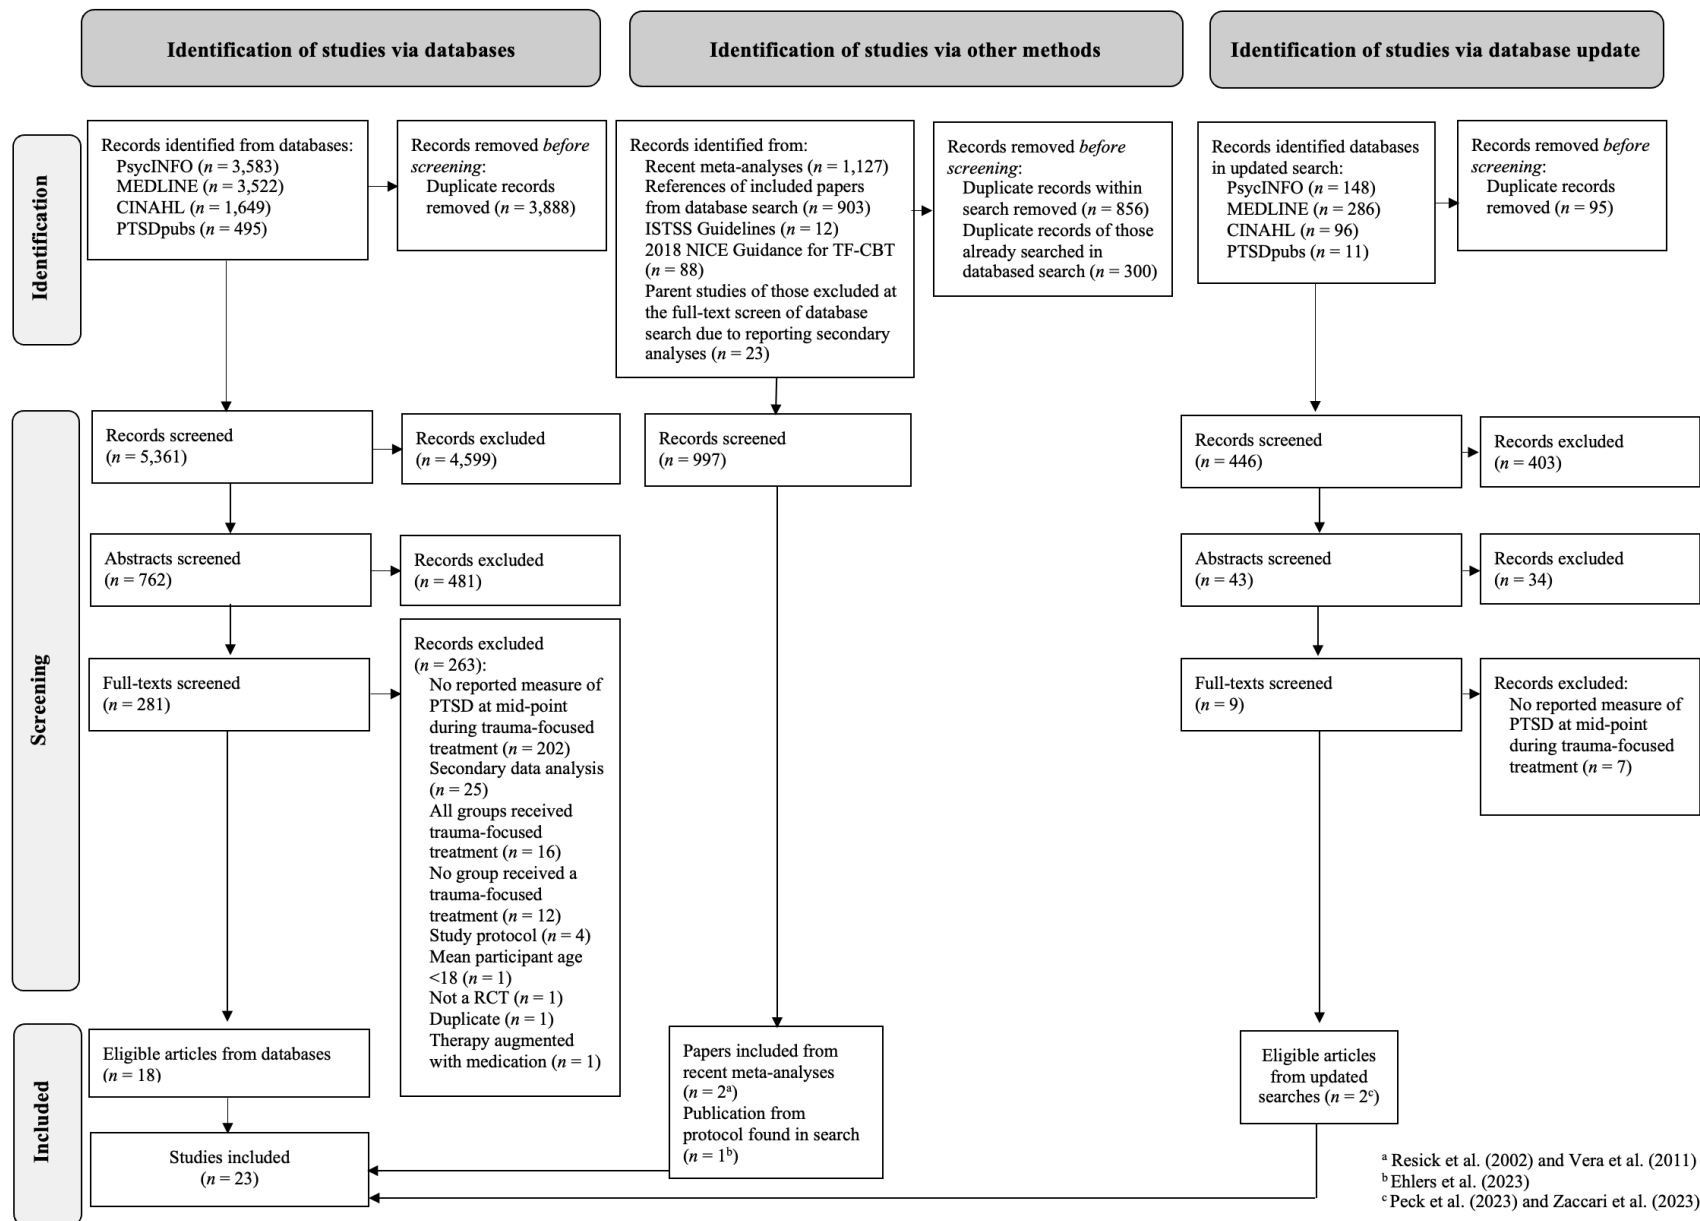 Identification of studies via databases
Identification of studies via other methods
Identification of studies via database update
Identification
Records identified from databases:
PsycINFO (n = 3,583)
MEDLINE (n = 3,522)
CINAHL (n = 1,649)
PTSDpubs (n = 495)
Records removed before
screening:
Duplicate records
removed (n = 3,888)
Records identified from:
Recent meta-analyses (n = 1,127)
References of included papers
from database search (n = 903)
ISTSS Guidelines (n = 12)
2018 NICE Guidance for TF-CBT
(n = 88)
Parent studies of those excluded at
the full-text screen of database
search due to reporting secondary
analyses (n = 23)
Records removed before
screening:
Duplicate records within
search removed (n = 856)
Duplicate records of those
already searched in
databased search (n = 300)
Records identified databases
in updated search:
PsycINFO (n = 148)
MEDLINE (n = 286)
CINAHL (n = 96)
PTSDpubs (n = 11)
Records removed before
screening:
Duplicate records
removed (n = 95)
Screening
Records screened
(n = 5,361)
Records excluded
(n = 4,599)
Records screened
(n = 997)
Records screened
(n = 446)
Records excluded
(n = 403)
Abstracts screened
(n = 762)
Records excluded
(n = 481)
Abstracts screened
(n = 43)
Records excluded
(n = 34)
Full-texts screened
(n = 281)
Records excluded
(n = 263):
No reported measure of
PTSD at mid-point
during trauma-focused
treatment (n = 202)
Secondary data analysis
(n = 25)
All groups received
trauma-focused
treatment (n = 16)
No group received a
trauma-focused
treatment (n = 12)
Study protocol (n = 4)
Mean participant age
<18 (n = 1)
Not a RCT (n = 1)
Duplicate (n = 1)
Therapy augmented
with medication (n = 1)
Full-texts screened
(n = 9)
Records excluded:
No reported measure of
PTSD at mid-point
during trauma-focused
treatment (n = 7)
Included
Eligible articles from databases
(n = 18)
Papers included from
recent meta-analyses
(n = 2ᵃ)
Publication from
protocol found in search
(n = 1ᵇ)
Eligible articles
from updated
searches (n = 2ᶜ)
Studies included
(n = 23)
ᵃ Resick et al. (2002) and Vera et al. (2011)
ᵇ Ehlers et al. (2023)
ᶜ Peck et al. (2023) and Zaccari et al. (2023)